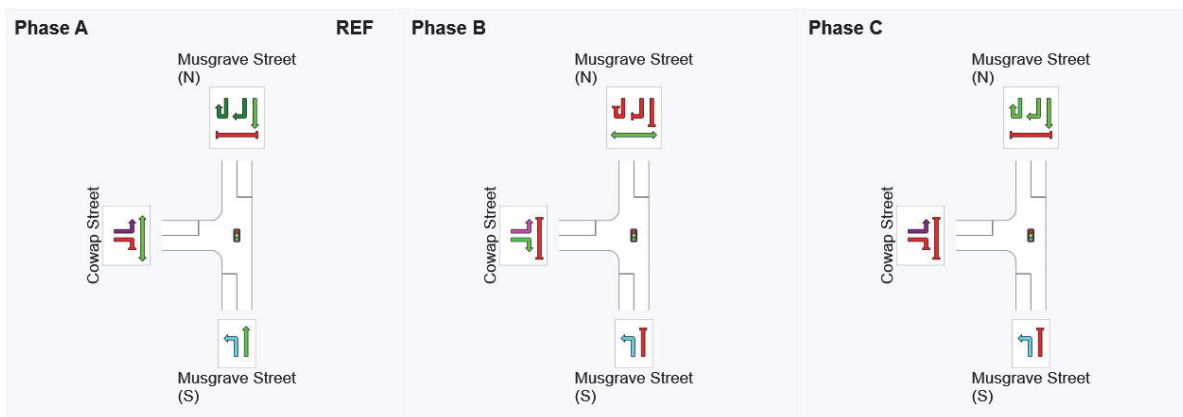 Phase A
REF
Musgrave Street
(N)
Cowap Street
Musgrave Street
(S)
Phase B
Musgrave Street
(N)
Cowap Street
Musgrave Street
(S)
Phase C
Musgrave Street
(N)
Cowap Street
Musgrave Street
(S)